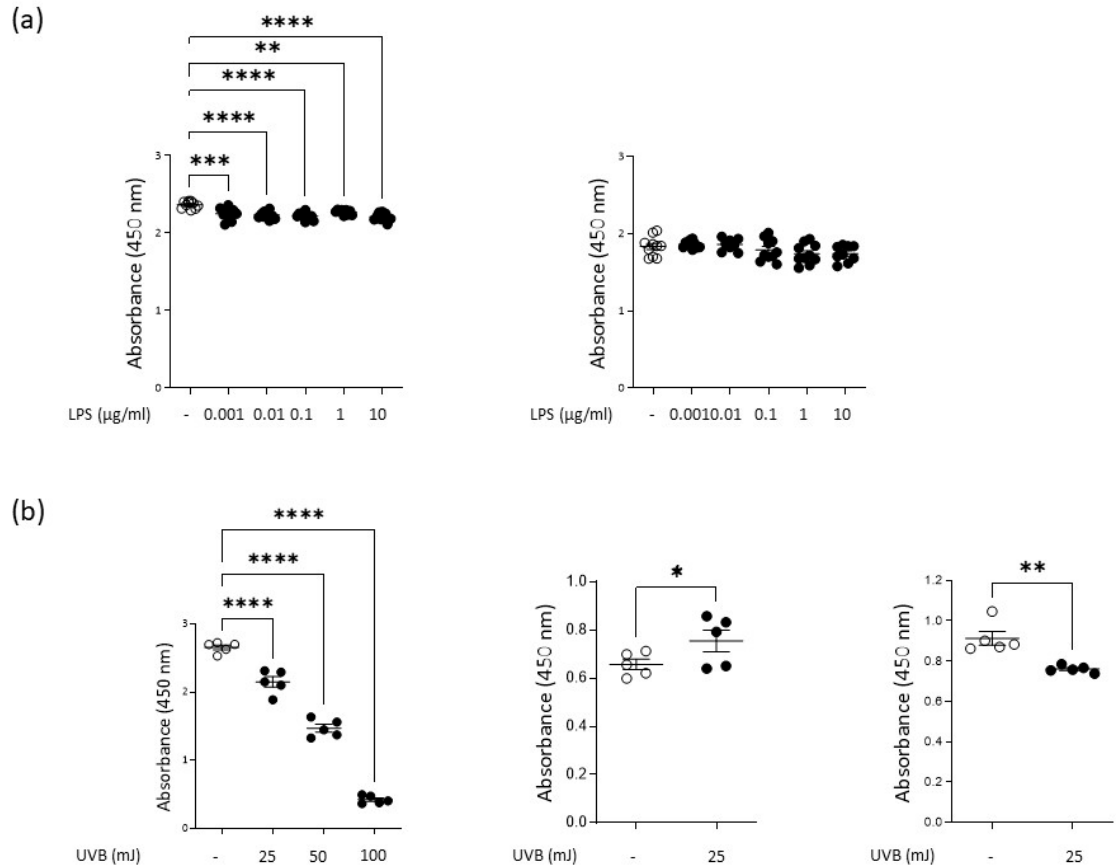 (a)
****
**
****
****
***
Absorbance (450 nm)
3
2
1
0
LPS (µg/ml)
- 0.001 0.01 0.1 1 10
Absorbance (450 nm)
3
2
1
0
LPS (µg/ml)
- 0.0010.01 0.1 1 10
(b)
****
****
****
Absorbance (450 nm)
3
2
1
0
UVB (mJ)
- 25 50 100
*
Absorbance (450 nm)
1.0
0.8
0.6
0.4
0.2
0.0
UVB (mJ)
- 25
**
Absorbance (450 nm)
1.2
1.0
0.8
0.6
0.4
0.2
0.0
UVB (mJ)
- 25